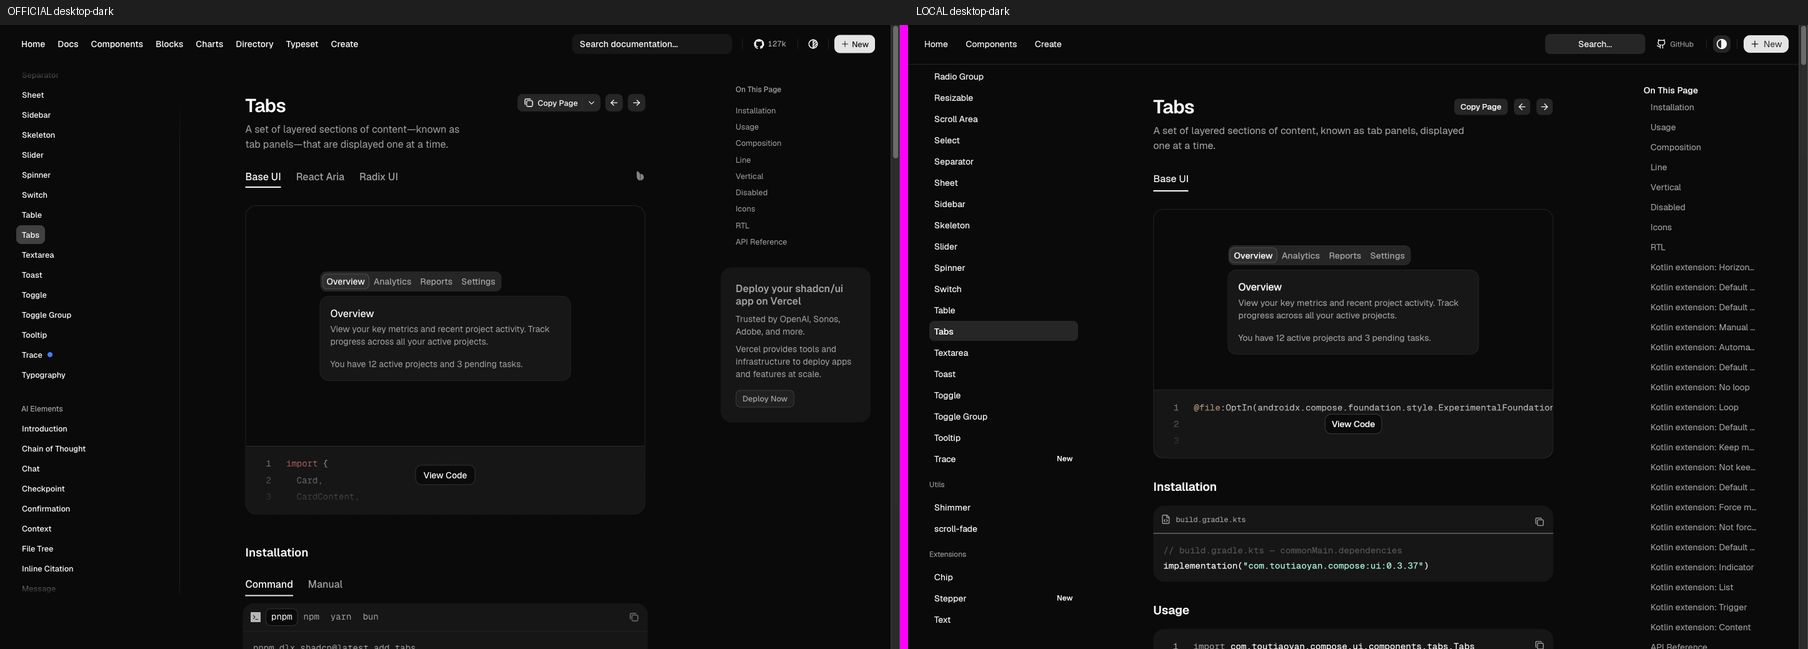 OFFICIAL desktop-dark
Home Docs Components Blocks Charts Directory Typeset Create
Search documentation...
127k
+ New
Separator
Sheet
Sidebar
Skeleton
Slider
Spinner
Switch
Table
Tabs
Textarea
Toast
Toggle
Toggle Group
Tooltip
Trace
Typography
AI Elements
Introduction
Chain of Thought
Chat
Checkpoint
Confirmation
Context
File Tree
Inline Citation
Message
Tabs
Copy Page
A set of layered sections of content—known as
tab panels—that are displayed one at a time.
Base UI React Aria Radix UI
Overview Analytics Reports Settings
Overview
View your key metrics and recent project activity. Track
progress across all your active projects.
You have 12 active projects and 3 pending tasks.
1 import {
2 Card,
3 CardContent,
View Code
Installation
Command Manual
pnpm npm yarn bun
pnpm dlx shadcn@latest add tabs
On This Page
Installation
Usage
Composition
Line
Vertical
Disabled
Icons
RTL
API Reference
Deploy your shadcn/ui
app on Vercel
Trusted by OpenAI, Sonos,
Adobe, and more.
Vercel provides tools and
infrastructure to deploy apps
and features at scale.
Deploy Now
LOCAL desktop-dark
Home Components Create
Search...
GitHub
+ New
Radio Group
Resizable
Scroll Area
Select
Separator
Sheet
Sidebar
Skeleton
Slider
Spinner
Switch
Table
Tabs
Textarea
Toast
Toggle
Toggle Group
Tooltip
Trace New
Utils
Shimmer
scroll-fade
Extensions
Chip
Stepper New
Text
Tabs
Copy Page
A set of layered sections of content, known as tab panels, displayed
one at a time.
Base UI
Overview Analytics Reports Settings
Overview
View your key metrics and recent project activity. Track
progress across all your active projects.
You have 12 active projects and 3 pending tasks.
1 @file:OptIn(androidx.compose.foundation.style.ExperimentalFoundation
2
3
View Code
Installation
build.gradle.kts
// build.gradle.kts — commonMain.dependencies
implementation("com.toutiaoyan.compose:ui:0.3.37")
Usage
1 import com.toutiaoyan.compose.ui.components.tabs.Tabs
On This Page
Installation
Usage
Composition
Line
Vertical
Disabled
Icons
RTL
Kotlin extension: Horizon...
Kotlin extension: Default ...
Kotlin extension: Default ...
Kotlin extension: Manual ...
Kotlin extension: Automa...
Kotlin extension: Default ...
Kotlin extension: No loop
Kotlin extension: Loop
Kotlin extension: Default ...
Kotlin extension: Keep m...
Kotlin extension: Not kee...
Kotlin extension: Default ...
Kotlin extension: Force m...
Kotlin extension: Not forc...
Kotlin extension: Default ...
Kotlin extension: Indicator
Kotlin extension: List
Kotlin extension: Trigger
Kotlin extension: Content
API Reference